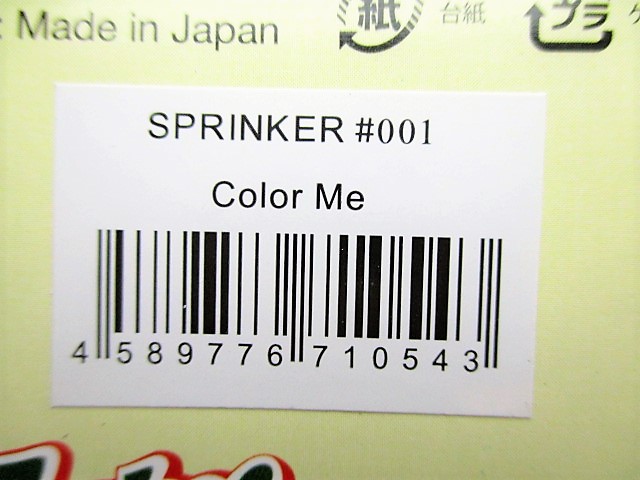 : Made in Japan
紙
台紙
プラ
SPRINKER #001
Color Me
4 589776 710543